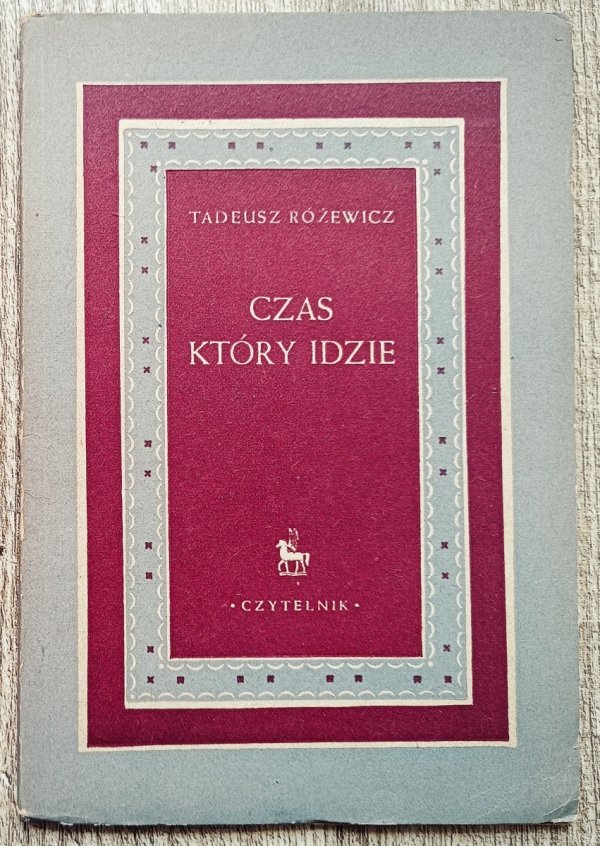 TADEUSZ RÓŻEWICZ
CZAS
KTÓRY IDZIE
• CZYTELNIK •